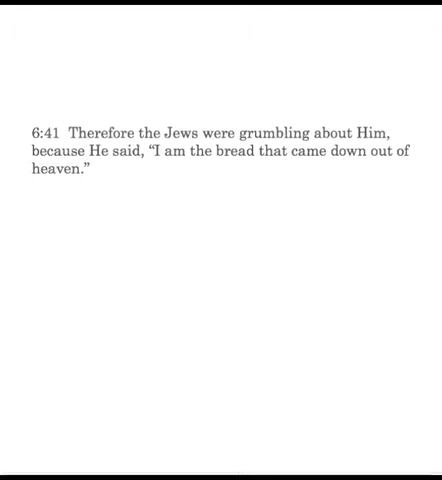 6:41  Therefore the Jews were grumbling about Him,
because He said, “I am the bread that came down out of
heaven.”